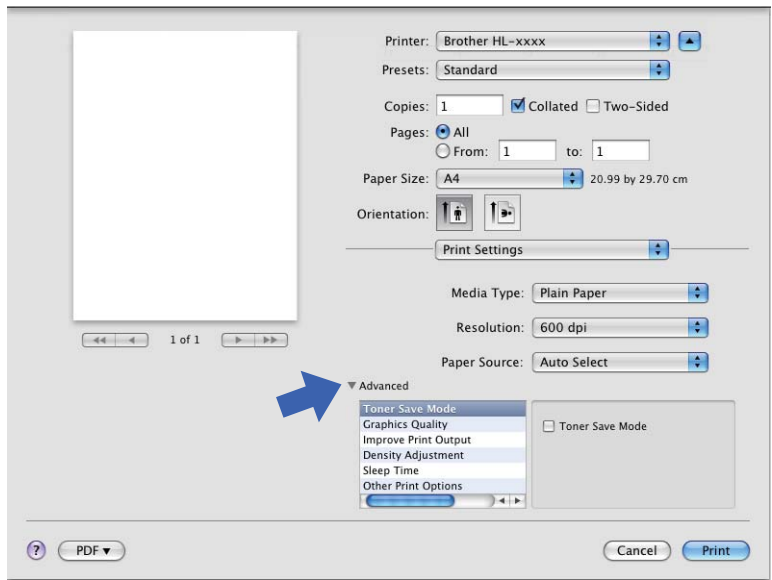 Printer: Brother HL-xxxx
Presets: Standard
Copies: 1 Collated Two-Sided
Pages: All
From: 1 to: 1
Paper Size: A4 20.99 by 29.70 cm
Orientation:
Print Settings
Media Type: Plain Paper
Resolution: 600 dpi
Paper Source: Auto Select
1 of 1
Advanced
Toner Save Mode
Graphics Quality
Improve Print Output
Density Adjustment
Sleep Time
Other Print Options
Toner Save Mode
? PDF Cancel Print